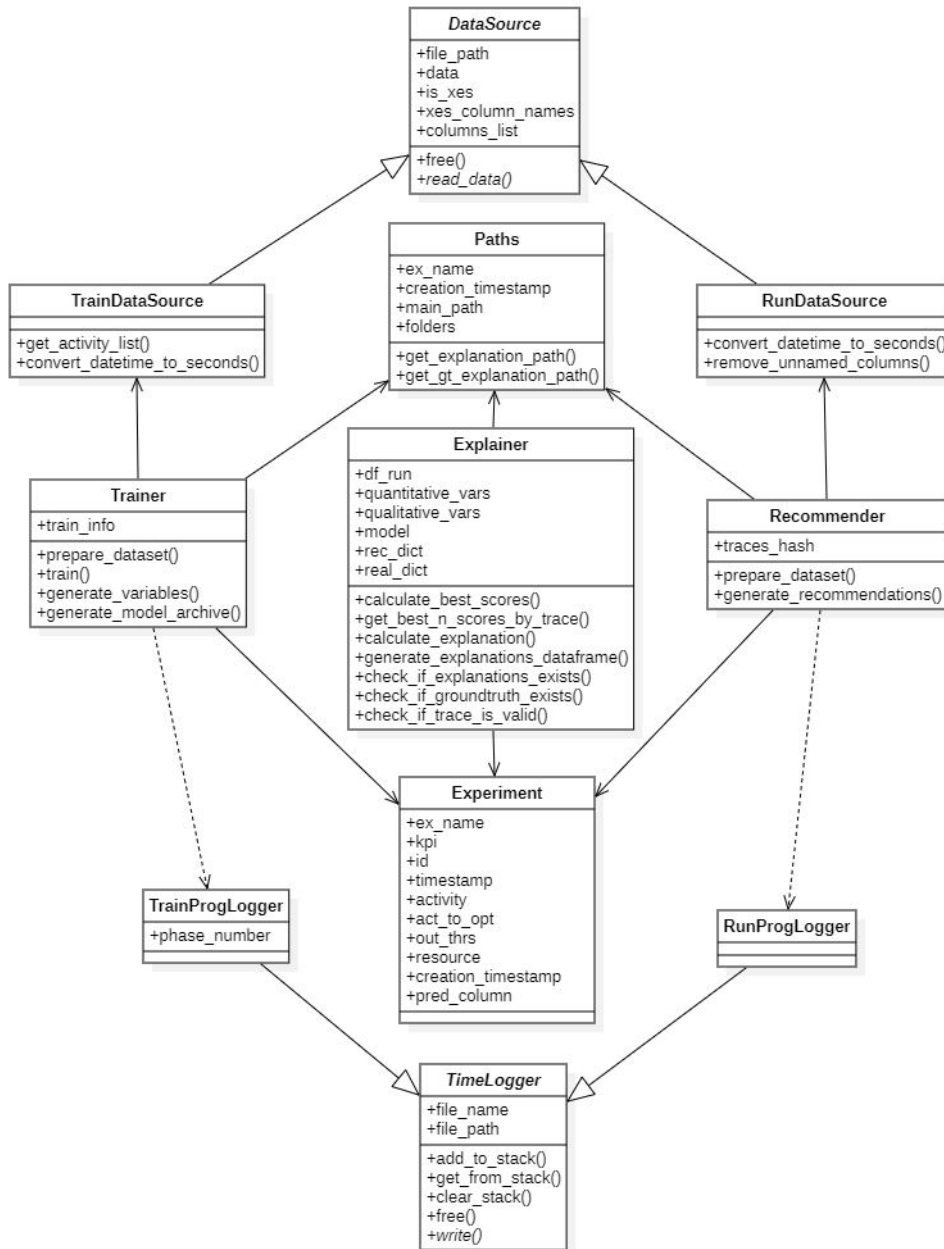 DataSource
+file_path
+data
+is_xes
+xes_column_names
+columns_list
+free()
+read_data()
Paths
+ex_name
+creation_timestamp
+main_path
+folders
+get_explanation_path()
+get_gt_explanation_path()
TrainDataSource
+get_activity_list()
+convert_datetime_to_seconds()
RunDataSource
+convert_datetime_to_seconds()
+remove_unnamed_columns()
Explainer
+df_run
+quantitative_vars
+qualitative_vars
+model
+rec_dict
+real_dict
+calculate_best_scores()
+get_best_n_scores_by_trace()
+calculate_explanation()
+generate_explanations_dataframe()
+check_if_explanations_exists()
+check_if_groundtruth_exists()
+check_if_trace_is_valid()
Trainer
+train_info
+prepare_dataset()
+train()
+generate_variables()
+generate_model_archive()
Recommender
+traces_hash
+prepare_dataset()
+generate_recommendations()
Experiment
+ex_name
+kpi
+id
+timestamp
+activity
+act_to_opt
+out_thrs
+resource
+creation_timestamp
+pred_column
TrainProgLogger
+phase_number
RunProgLogger
TimeLogger
+file_name
+file_path
+add_to_stack()
+get_from_stack()
+clear_stack()
+free()
+write()